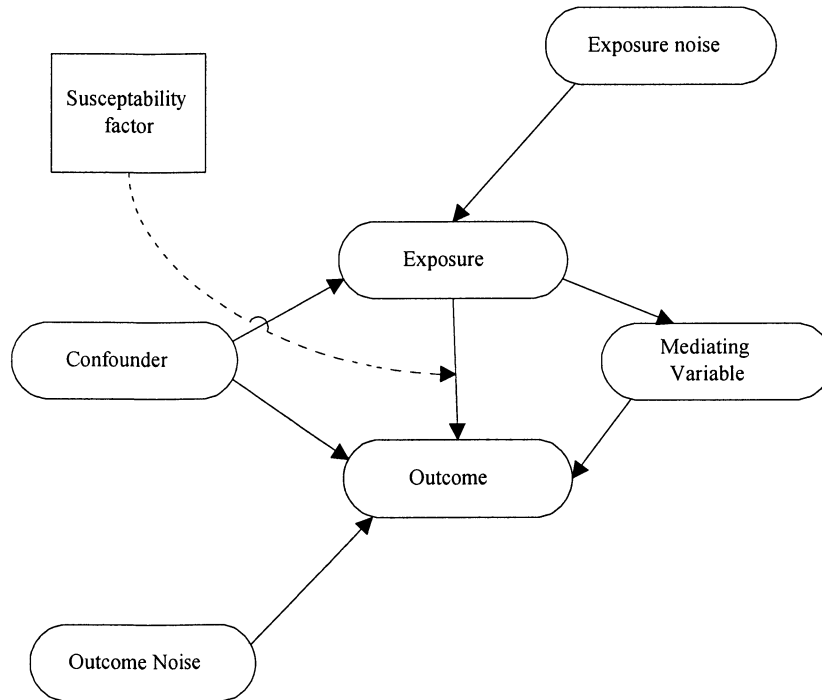 Exposure noise
Susceptability
factor
Exposure
Confounder
Mediating
Variable
Outcome
Outcome Noise